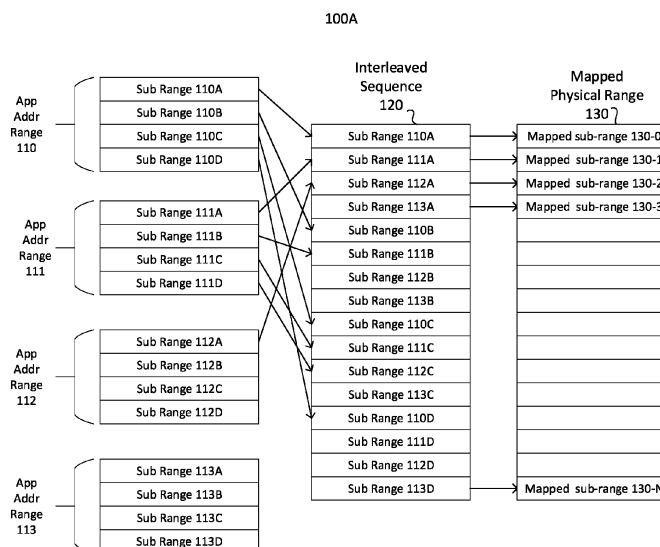 100A
App
Addr
Range
110
Sub Range 110A
Sub Range 110B
Sub Range 110C
Sub Range 110D
App
Addr
Range
111
Sub Range 111A
Sub Range 111B
Sub Range 111C
Sub Range 111D
App
Addr
Range
112
Sub Range 112A
Sub Range 112B
Sub Range 112C
Sub Range 112D
App
Addr
Range
113
Sub Range 113A
Sub Range 113B
Sub Range 113C
Sub Range 113D
Interleaved
Sequence
120
Sub Range 110A
Sub Range 111A
Sub Range 112A
Sub Range 113A
Sub Range 110B
Sub Range 111B
Sub Range 112B
Sub Range 113B
Sub Range 110C
Sub Range 111C
Sub Range 112C
Sub Range 113C
Sub Range 110D
Sub Range 111D
Sub Range 112D
Sub Range 113D
Mapped
Physical Range
130
Mapped sub-range 130-0
Mapped sub-range 130-1
Mapped sub-range 130-2
Mapped sub-range 130-3
Mapped sub-range 130-N